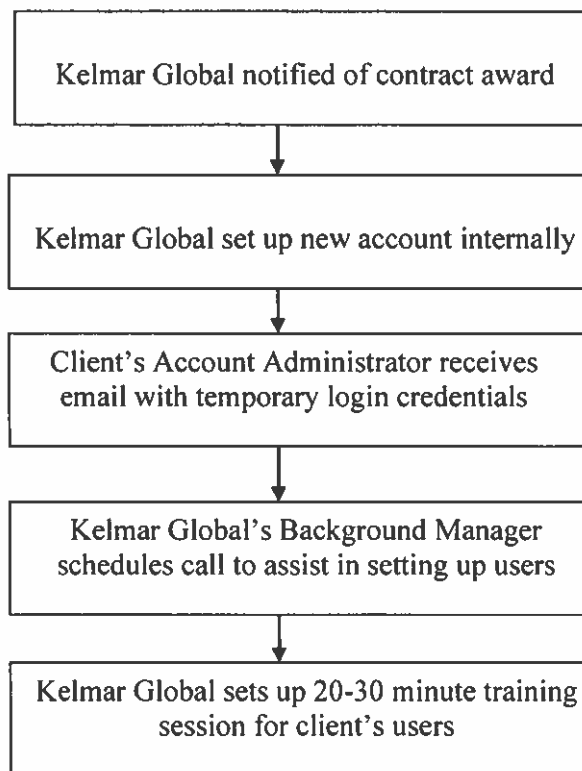 Kelmar Global notified of contract award
Kelmar Global set up new account internally
Client's Account Administrator receives
email with temporary login credentials
Kelmar Global's Background Manager
schedules call to assist in setting up users
Kelmar Global sets up 20-30 minute training
session for client's users